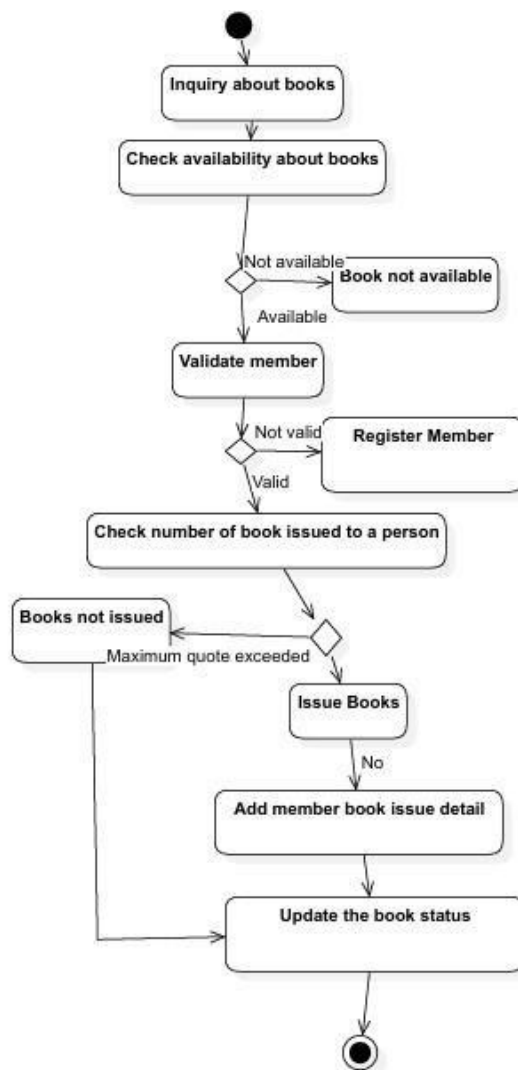 Inquiry about books
Check availability about books
Not available
Book not available
Available
Validate member
Not valid
Register Member
Valid
Check number of book issued to a person
Books not issued
Maximum quote exceeded
Issue Books
No
Add member book issue detail
Update the book status